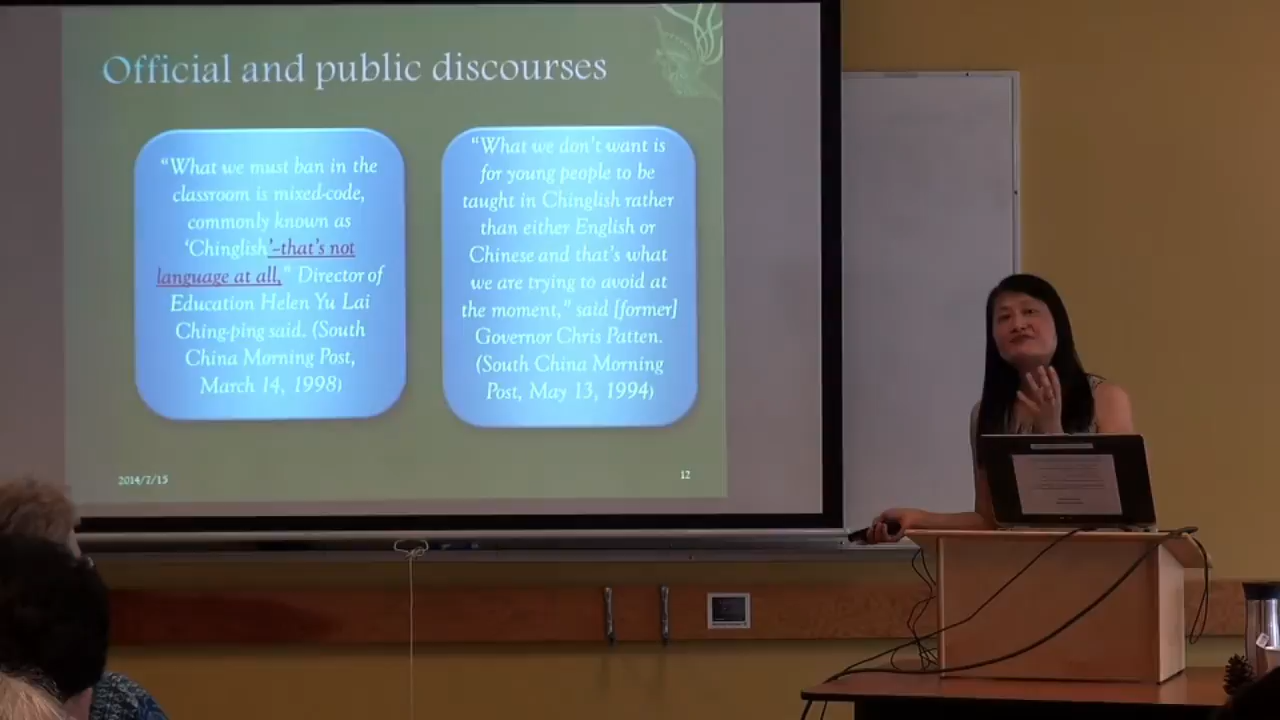 Official and public discourses
“What we must ban in the
classroom is mixed-code,
commonly known as
‘Chinglish’-that’s not
language at all,” Director of
Education Helen Yu Lai
Ching-ping said. (South
China Morning Post,
March 14, 1998)
“What we don’t want is
for young people to be
taught in Chinglish rather
than either English or
Chinese and that’s what
we are trying to avoid at
the moment,” said [former]
Governor Chris Patten.
(South China Morning
Post, May 13, 1994)
2014/7/15
12